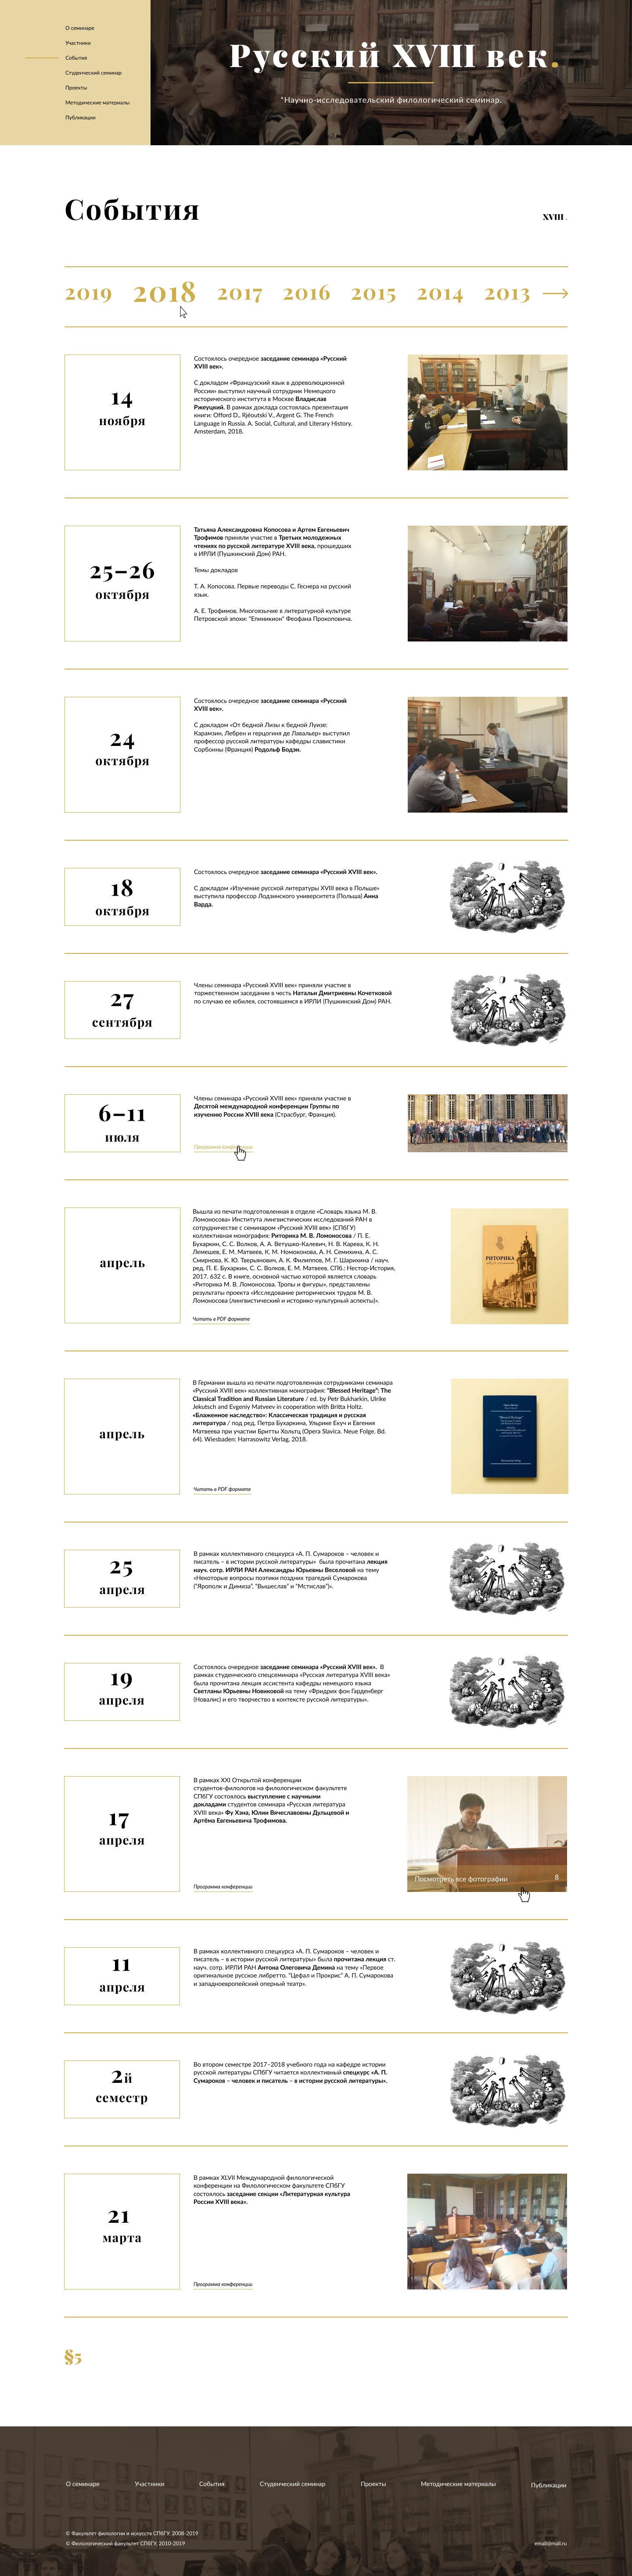 О семинаре
Участники
События
Студенческий семинар
Проекты
Методические материалы
Публикации
Русский XVIII век.
"Научно-исследовательский филологический семинар.
События
XVIII .
2019 2018 2017 2016 2015 2014 2013
14
ноября
Состоялось очередное заседание семинара «Русский
XVIII век».
С докладом «Французский язык в дореволюционной
России» выступил научный сотрудник Немецкого
исторического института в Москве Владислав
Ржеуцкий. В рамках доклада состоялась презентация
книги: Offord D., Rjéoutski V., Argent G. The French
Language in Russia. A. Social, Cultural, and Literary History.
Amsterdam, 2018.
25–26
октября
Татьяна Александровна Копосова и Артем Евгеньевич
Трофимов приняли участие в Третьих молодежных
чтениях по русской литературе XVIII века, прошедших
в ИРЛИ (Пушкинский Дом) РАН.
Темы докладов
Т. А. Копосова. Первые переводы С. Геснера на русский
язык.
А. Е. Трофимов. Многоязычие в литературной культуре
Петровской эпохи: "Епиникион" Феофана Прокоповича.
24
октября
Состоялось очередное заседание семинара «Русский
XVIII век».
С докладом «От бедной Лизы к бедной Луизе:
Карамзин, Лебрен и герцогиня де Лавальер» выступил
профессор русской литературы кафедры славистики
Сорбонны (Франция) Родольф Бодэн.
18
октября
Состоялось очередное заседание семинара «Русский XVIII век».
С докладом «Изучение русской литературы XVIII века в Польше»
выступила профессор Лодзинского университета (Польша) Анна
Варда.
27
сентября
Члены семинара «Русский XVIII век» приняли участие в
торжественном заседании в честь Натальи Дмитриевны Кочетковой
по случаю ее юбилея, состоявшемся в ИРЛИ (Пушкинский Дом) РАН.
6–11
июля
Члены семинара «Русский XVIII век» приняли участие в
Десятой международной конференции Группы по
изучению России XVIII века (Страсбург, Франция).
Программа конференции
апрель
Вышла из печати подготовленная в отделе «Словарь языка М. В.
Ломоносова» Института лингвистических исследований РАН в
сотрудничестве с семинаром «Русский XVIII век» (СПбГУ)
коллективная монография: Риторика М. В. Ломоносова / П. Е.
Бухаркин, С. С. Волков, А. А. Ветушко-Калевич, Н. В. Карева, К. Н.
Лемешев, Е. М. Матвеев, К. М. Номоконова, А. Н. Семихина, А. С.
Смирнова, К. Ю. Тверьянович, А. К. Филиппов, М. Г. Шарихина / науч.
ред. П. Е. Бухаркин, С. С. Волков, Е. М. Матвеев. СПб.: Нестор-История,
2017. 632 с. В книге, основной частью которой является словарь
«Риторика М. В. Ломоносова. Тропы и фигуры», представлены
результаты проекта «Исследование риторических трудов М. В.
Ломоносова (лингвистический и историко-культурный аспекты)».
Читать в PDF формате
РИТОРИКА
апрель
В Германии вышла из печати подготовленная сотрудниками семинара
«Русский XVIII век» коллективная монография: "Blessed Heritage": The
Classical Tradition and Russian Literature / ed. by Petr Bukharkin, Ulrike
Jekutsch and Evgeniy Matveev in cooperation with Britta Holtz.
«Блаженное наследство»: Классическая традиция и русская
литература / под ред. Петра Бухаркина, Ульрике Екуч и Евгения
Матвеева при участии Бритты Хольтц (Opera Slavica. Neue Folge. Bd.
64). Wiesbaden: Harrasowitz Verlag, 2018.
Читать в PDF формате
25
апреля
В рамках коллективного спецкурса «А. П. Сумароков – человек и
писатель – в истории русской литературы» была прочитана лекция
науч. сотр. ИРЛИ РАН Александры Юрьевны Веселовой на тему
«Некоторые вопросы поэтики поздних трагедий Сумарокова
("Ярополк и Димиза", "Вышеслав" и "Мстислав")».
19
апреля
Состоялось очередное заседание семинара «Русский XVIII век». В
рамках студенческого спецсеминара «Русская литература XVIII века»
была прочитана лекция ассистента кафедры немецкого языка
Светланы Юрьевны Новиковой на тему «Фридрих фон Гарденберг
(Новалис) и его творчество в контексте русской литературы».
17
апреля
В рамках XXI Открытой конференции
студентов-филологов на филологическом факультете
СПбГУ состоялось выступление с научными
докладами студентов семинара «Русская литература
XVIII века» Фу Хэна, Юлии Вячеславовны Дульцевой и
Артёма Евгеньевича Трофимова.
Программа конференции
Посмотреть все фотографии 8
11
апреля
В рамках коллективного спецкурса «А. П. Сумароков – человек и
писатель – в истории русской литературы» была прочитана лекция ст.
науч. сотр. ИРЛИ РАН Антона Олеговича Демина на тему «Первое
оригинальное русское либретто. "Цефал и Прокрис" А. П. Сумарокова
и западноевропейский оперный театр».
2й
семестр
Во втором семестре 2017–2018 учебного года на кафедре истории
русской литературы СПбГУ читается коллективный спецкурс «А. П.
Сумароков – человек и писатель – в истории русской литературы».
21
марта
В рамках XLVII Международной филологической
конференции на Филологическом факультете СПбГУ
состоялось заседание секции «Литературная культура
России XVIII века».
Программа конференции
§5
О семинаре Участники События Студенческий семинар Проекты Методические материалы Публикации
© Факультет филологии и искусств СПбГУ, 2008-2019
© Филологический факультет СПбГУ, 2010-2019
email@mail.ru